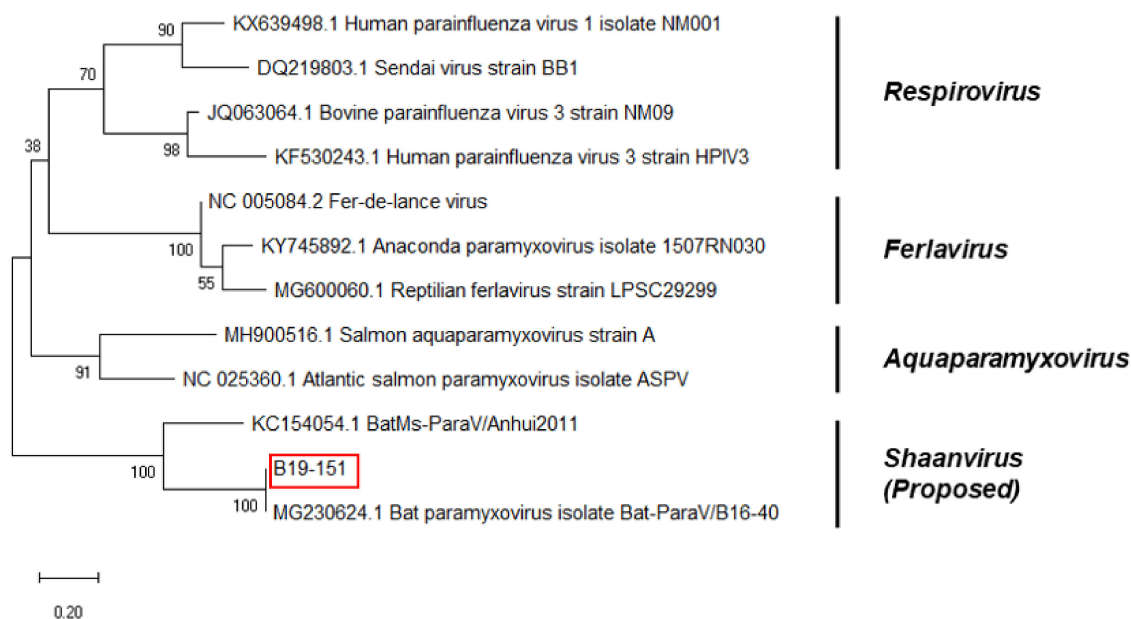 KX639498.1 Human parainfluenza virus 1 isolate NM001
90
DQ219803.1 Sendai virus strain BB1
70
Respirovirus
JQ063064.1 Bovine parainfluenza virus 3 strain NM09
38
98
KF530243.1 Human parainfluenza virus 3 strain HPIV3
NC 005084.2 Fer-de-lance virus
100
KY745892.1 Anaconda paramyxovirus isolate 1507RN030
Ferlavirus
55
MG600060.1 Reptilian ferlavirus strain LPSC29299
MH900516.1 Salmon aquaparamyxovirus strain A
Aquaparamyxovirus
91
NC 025360.1 Atlantic salmon paramyxovirus isolate ASPV
KC154054.1 BatMs-ParaV/Anhui2011
100
B19-151
Shaanvirus
(Proposed)
100
MG230624.1 Bat paramyxovirus isolate Bat-ParaV/B16-40
0.20